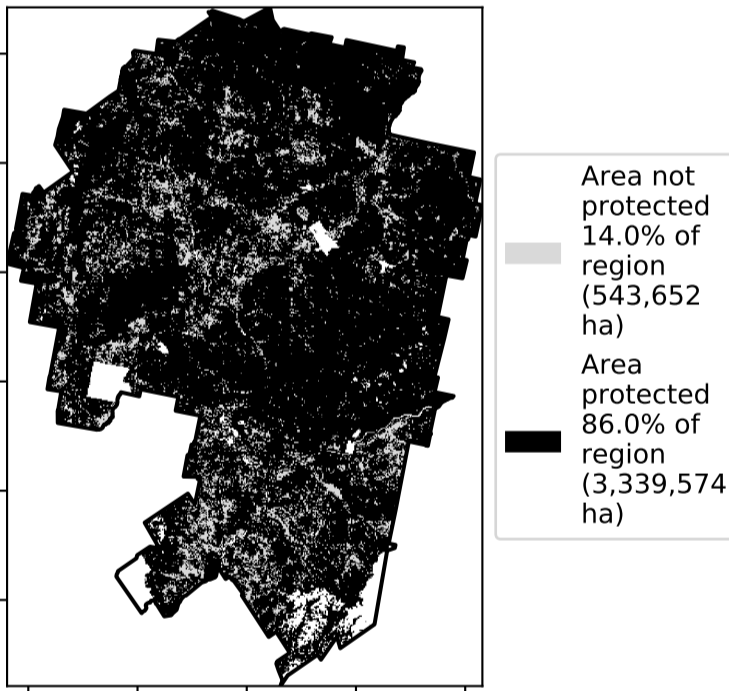 Area not
protected
14.0% of
region
(543,652
ha)
Area
protected
86.0% of
region
(3,339,574
ha)